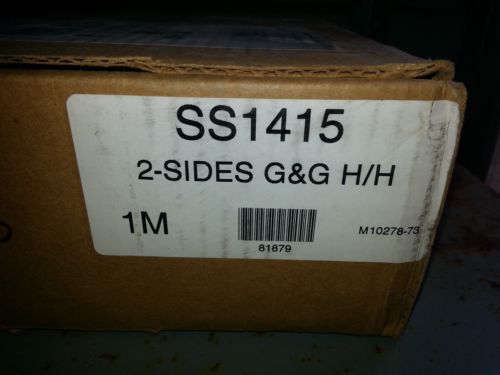 SS1415
2-SIDES G&G H/H
1M
81879
M10278-73